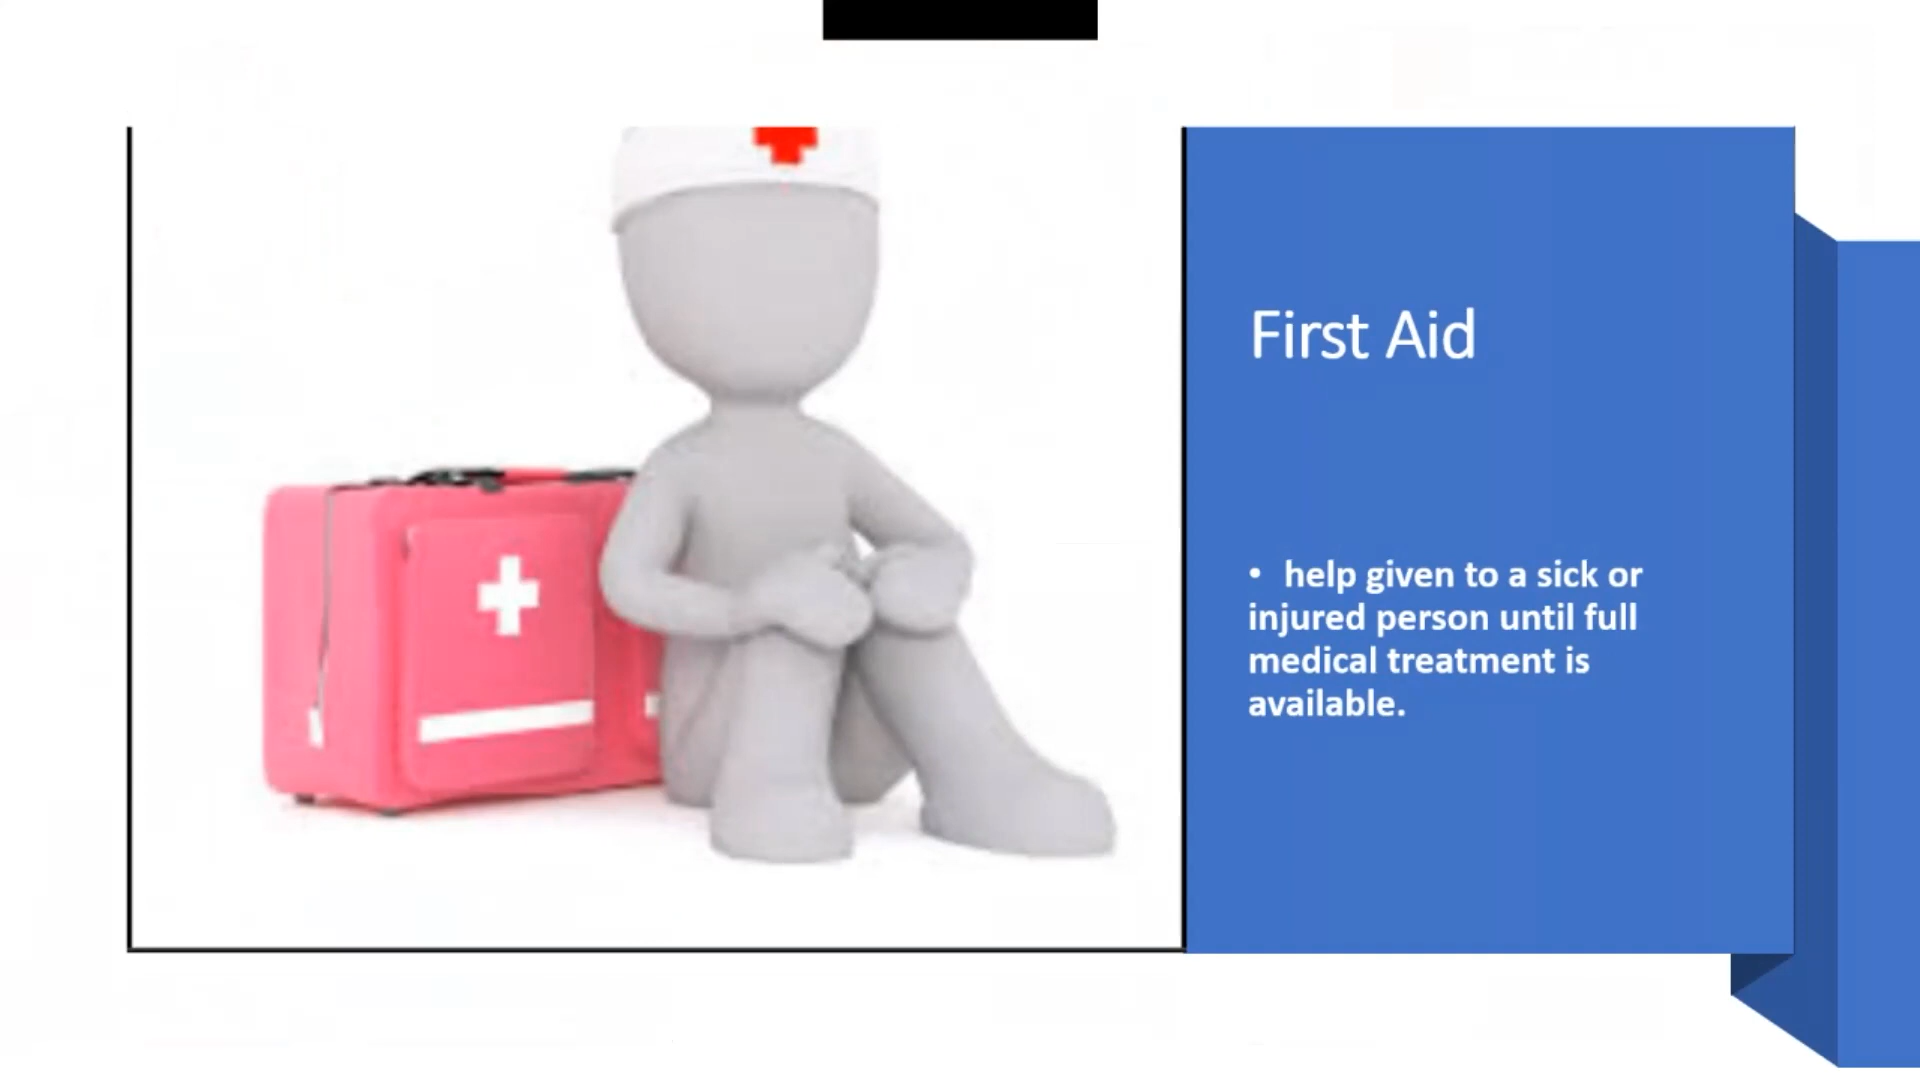 First Aid
• help given to a sick or
injured person until full
medical treatment is
available.